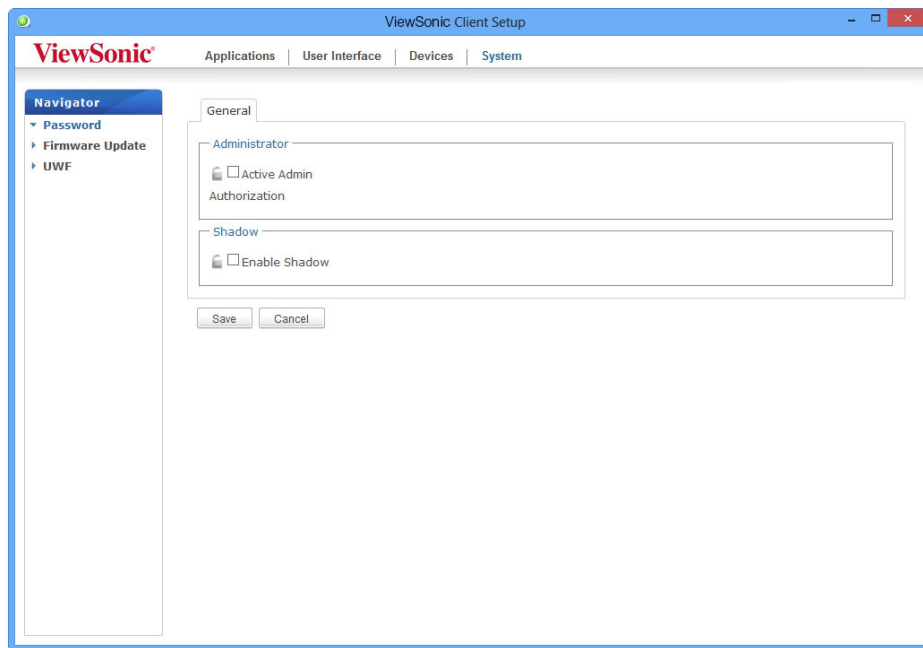 ViewSonic Client Setup
ViewSonic®
Applications | User Interface | Devices | System
Navigator
Password
Firmware Update
UWF
General
Administrator
Active Admin
Authorization
Shadow
Enable Shadow
Save Cancel